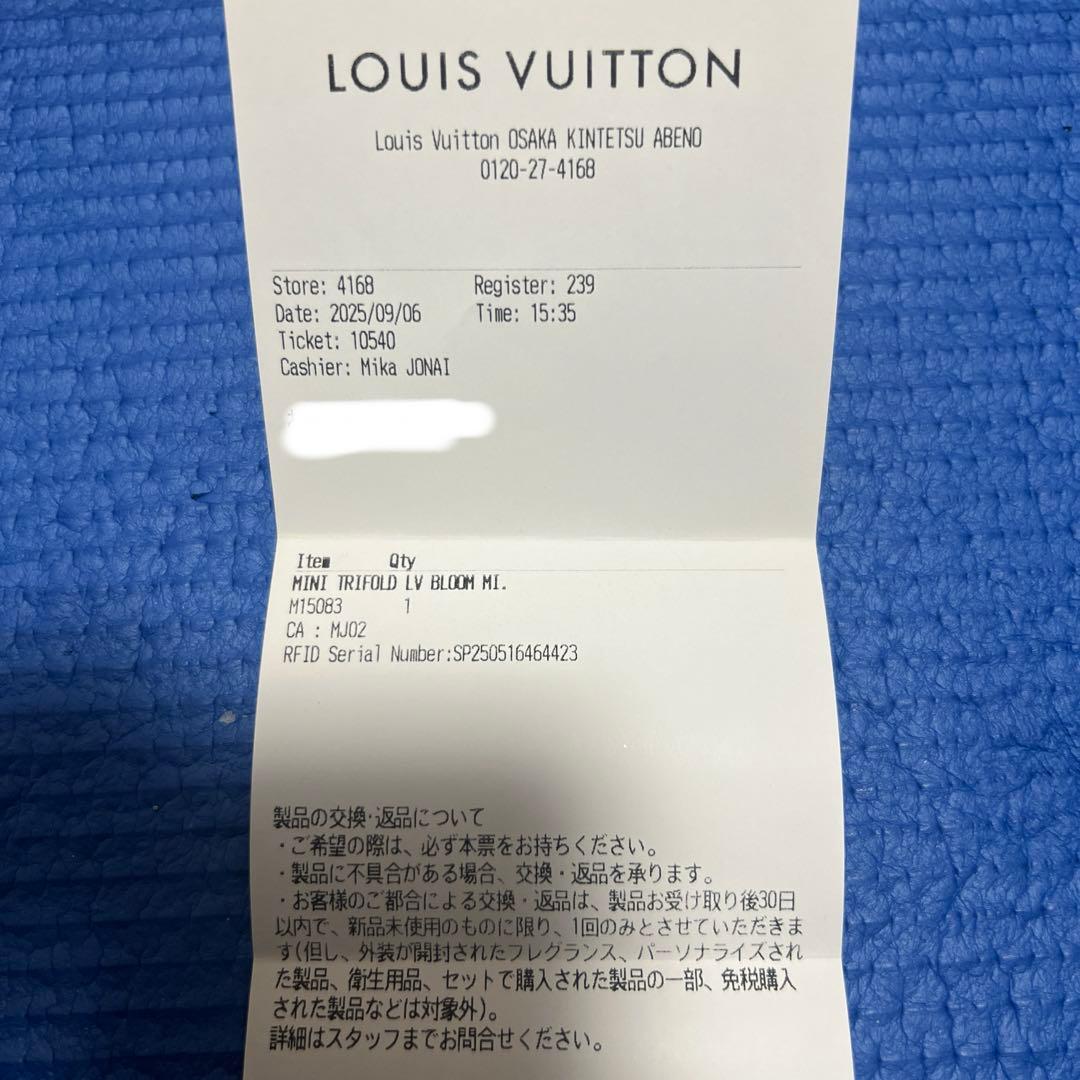 LOUIS VUITTON
Louis Vuitton OSAKA KINTETSU ABENO
0120-27-4168
Store: 4168 Register: 239
Date: 2025/09/06 Time: 15:35
Ticket: 10540
Cashier: Mika JONAI
Item Qty
MINI TRIFOLD LV BLOOM MI.
M15083 1
CA : MJ02
RFID Serial Number:SP250516464423
製品の交換・返品について
・ご希望の際は、必ず本票をお持ちください。
・製品に不具合がある場合、交換・返品を承ります。
・お客様のご都合による交換・返品は、製品お受け取り後30日
以内で、新品未使用のものに限り、1回のみとさせていただきま
す(但し、外装が開封されたフレグランス、パーソナライズされ
た製品、衛生用品、セットで購入された製品の一部、免税購入
された製品などは対象外)。
詳細はスタッフまでお問合せください。